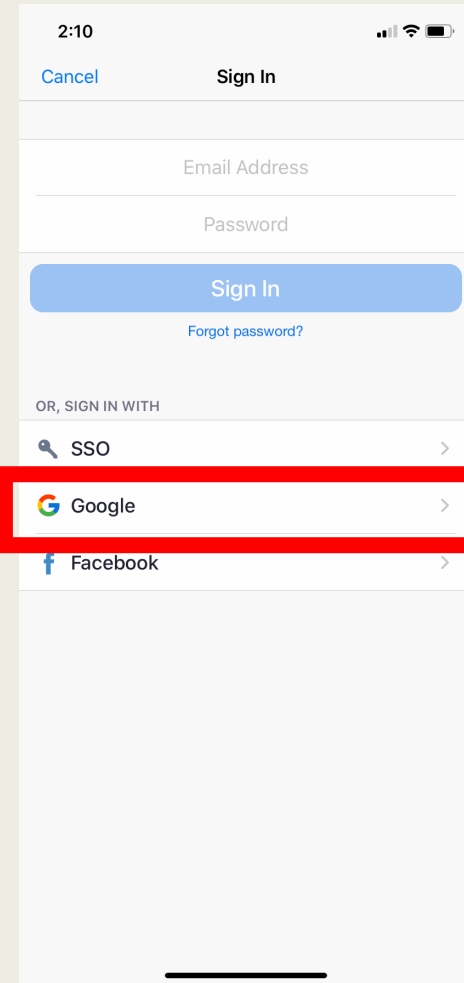 2:10
Cancel Sign In
Email Address
Password
Sign In
Forgot password?
OR, SIGN IN WITH
SSO
Google
Facebook